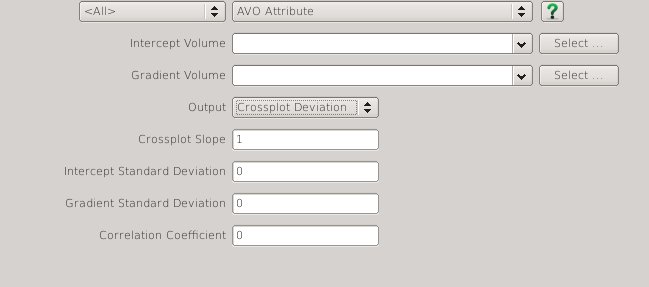 <All> AVO Attribute ?
Intercept Volume Select ...
Gradient Volume Select ...
Output Crossplot Deviation
Crossplot Slope 1
Intercept Standard Deviation 0
Gradient Standard Deviation 0
Correlation Coefficient 0